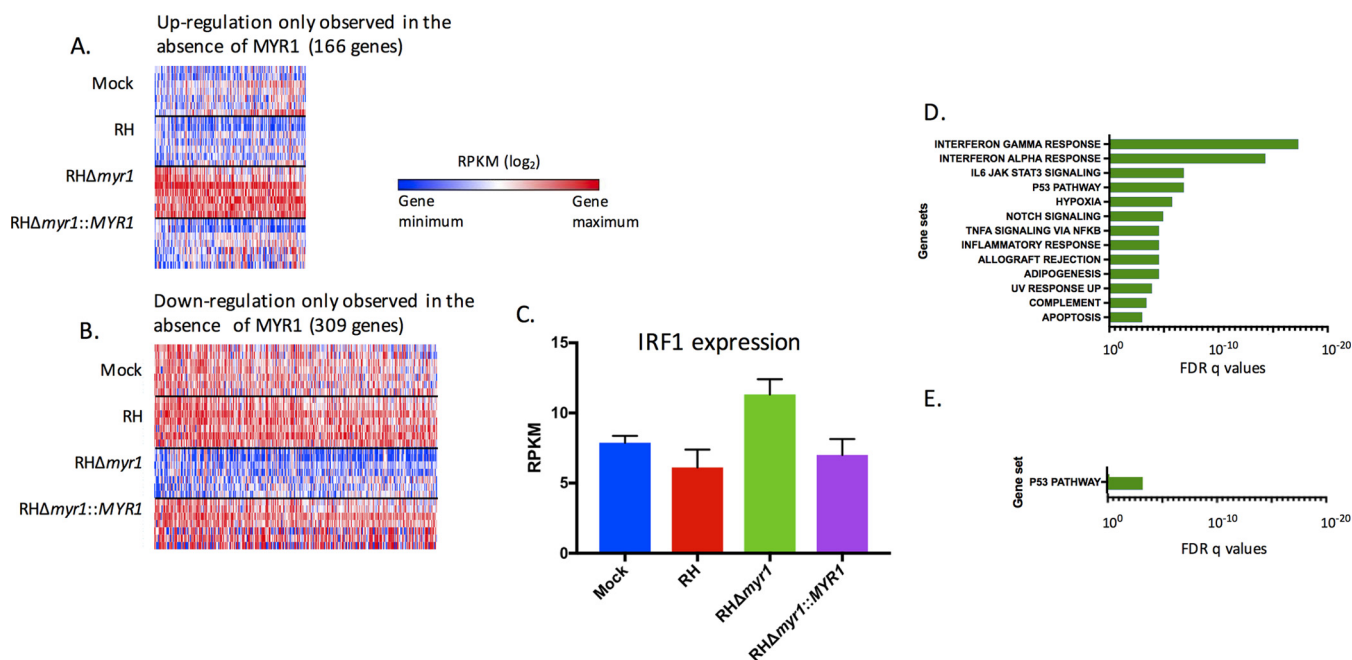 A.
Up-regulation only observed in the
absence of MYR1 (166 genes)
Mock
RH
RHΔmyr1
RHΔmyr1::MYR1
RPKM (log₂)
Gene
minimum
Gene
maximum
B.
Down-regulation only observed in the
absence of MYR1 (309 genes)
Mock
RH
RHΔmyr1
RHΔmyr1::MYR1
C.
IRF1 expression
RPKM
15
10
5
0
Mock
RH
RHΔmyr1
RHΔmyr1::MYR1
D.
Gene sets
INTERFERON GAMMA RESPONSE
INTERFERON ALPHA RESPONSE
IL6 JAK STAT3 SIGNALING
P53 PATHWAY
HYPOXIA
NOTCH SIGNALING
TNFA SIGNALING VIA NFKB
INFLAMMATORY RESPONSE
ALLOGRAFT REJECTION
ADIPOGENESIS
UV RESPONSE UP
COMPLEMENT
APOPTOSIS
10⁰ 10⁻¹⁰ 10⁻²⁰
FDR q values
E.
Gene set
P53 PATHWAY
10⁰ 10⁻¹⁰ 10⁻²⁰
FDR q values